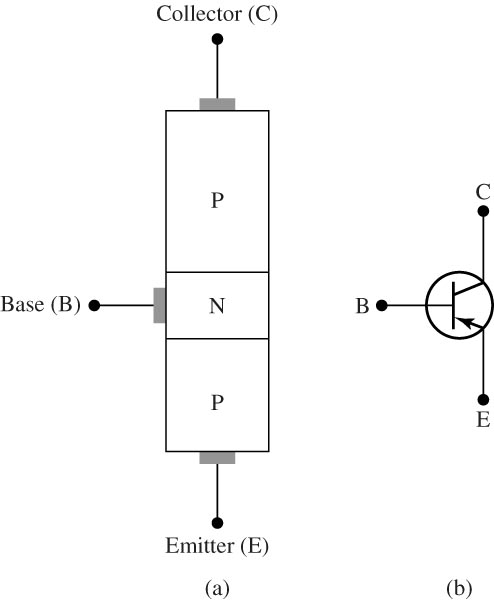 Collector (C)
P
Base (B)
N
P
Emitter (E)
(a)
C
B
E
(b)